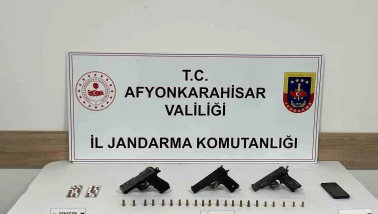 T.C.
AFYONKARAHİSAR
VALİLİĞİ
İL JANDARMA KOMUTANLIĞI